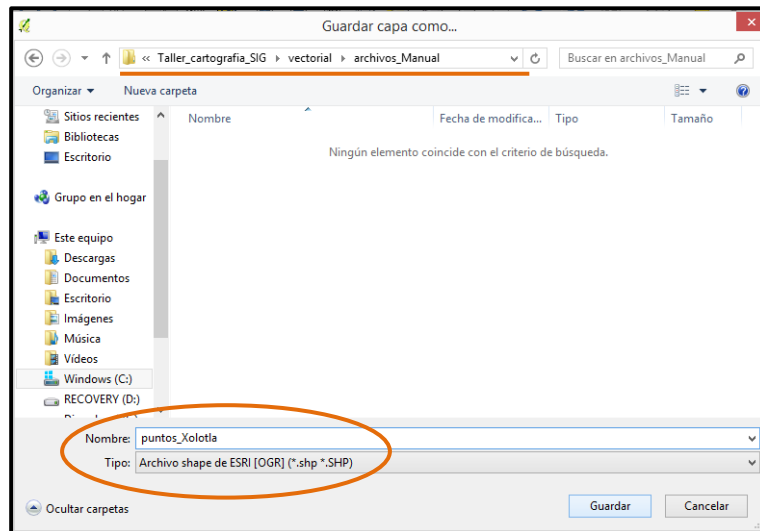 Guardar capa como...
« Taller_cartografia_SIG vectorial archivos_Manual Buscar en archivos_Manual
Organizar Nueva carpeta
Sitios recientes Nombre Fecha de modifica... Tipo Tamaño
Bibliotecas
Escritorio Ningún elemento coincide con el criterio de búsqueda.
Grupo en el hogar
Este equipo
Descargas
Documentos
Escritorio
Imágenes
Música
Vídeos
Windows (C:)
RECOVERY (D:)
Nombre: puntos_Xolotla
Tipo: Archivo shape de ESRI [OGR] (*.shp *.SHP)
Ocultar carpetas Guardar Cancelar